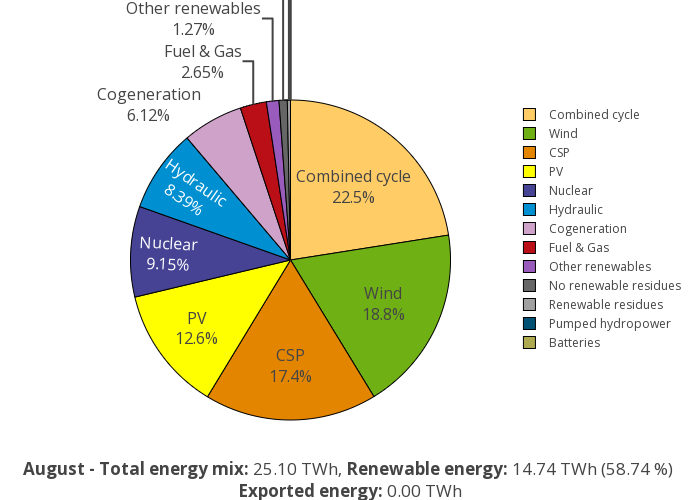 Other renewables
1.27%
Fuel & Gas
2.65%
Cogeneration
6.12%
Hydraulic
8.39%
Combined cycle
22.5%
Nuclear
9.15%
Wind
18.8%
PV
12.6%
CSP
17.4%
Combined cycle
Wind
CSP
PV
Nuclear
Hydraulic
Cogeneration
Fuel & Gas
Other renewables
No renewable residues
Renewable residues
Pumped hydropower
Batteries
August - Total energy mix: 25.10 TWh, Renewable energy: 14.74 TWh (58.74 %)
Exported energy: 0.00 TWh